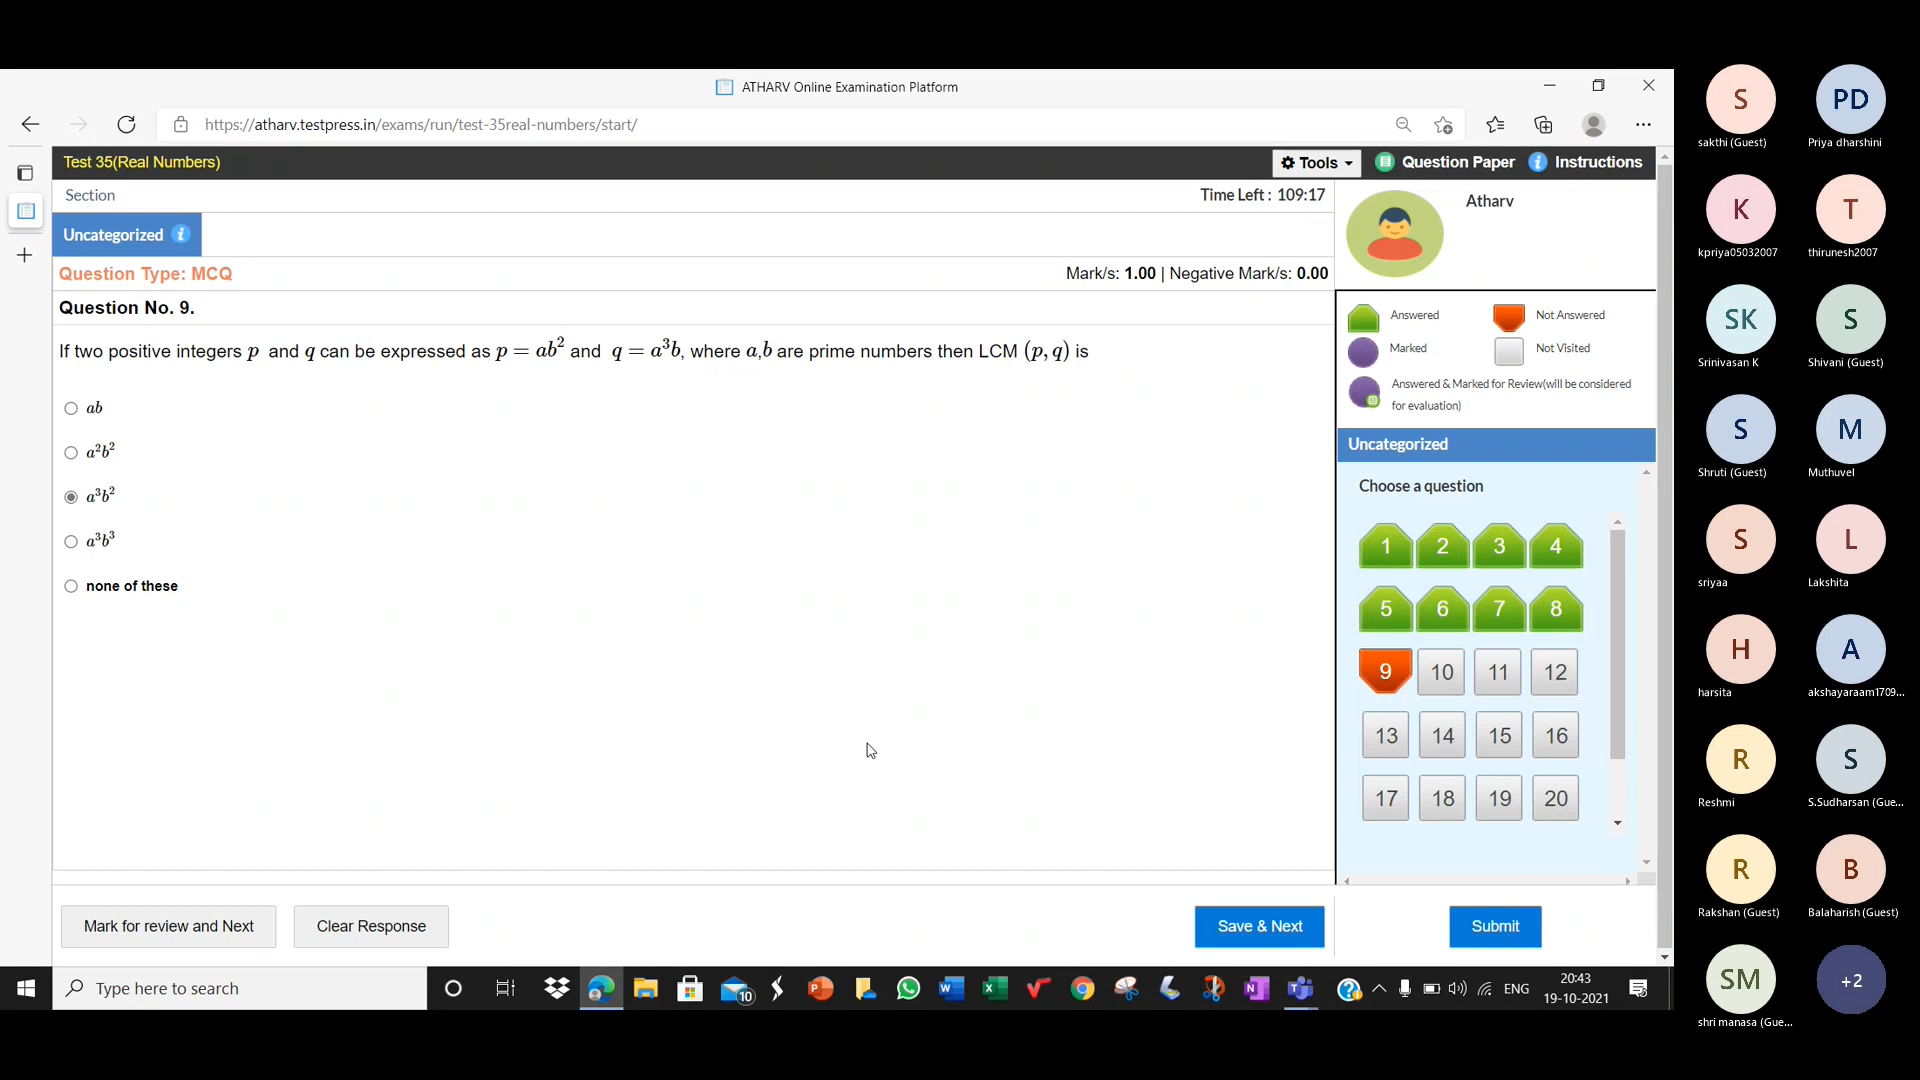 ATHARV Online Examination Platform
https://atharv.testpress.in/exams/run/test-35real-numbers/start/
Test 35(Real Numbers)
Tools
Question Paper
Instructions
Section
Time Left : 109:17
Atharv
Uncategorized
Question Type: MCQ
Mark/s: 1.00 | Negative Mark/s: 0.00
Question No. 9.
If two positive integers p and q can be expressed as p = ab² and q = a³b, where a,b are prime numbers then LCM (p, q) is
ab
a²b²
a³b²
a³b³
none of these
Answered
Not Answered
Marked
Not Visited
Answered & Marked for Review(will be considered
for evaluation)
Uncategorized
Choose a question
1 2 3 4
5 6 7 8
9 10 11 12
13 14 15 16
17 18 19 20
Mark for review and Next
Clear Response
Save & Next
Submit
Type here to search
10
ENG
20:43
19-10-2021
S PD
sakthi (Guest) Priya dharshini
K T
kpriya05032007 thirunesh2007
SK S
Srinivasan K Shivani (Guest)
S M
Shruti (Guest) Muthuvel
S L
sriyaa Lakshita
H A
harsita akshayaraam1709...
R S
Reshmi S.Sudharsan (Gue...
R B
Rakshan (Guest) Balaharish (Guest)
SM +2
shri manasa (Gue...